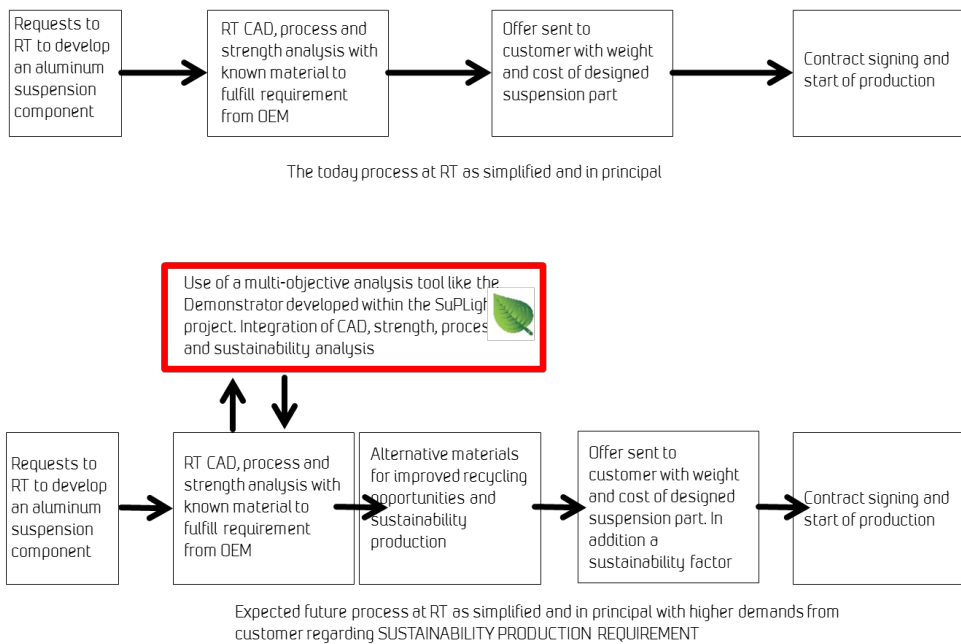 Requests to
RT to develop
an aluminum
suspension
component
RT CAD, process and
strength analysis with
known material to
fulfill requirement
from OEM
Offer sent to
customer with weight
and cost of designed
suspension part
Contract signing and
start of production
The today process at RT as simplified and in principal
Use of a multi-objective analysis tool like the
Demonstrator developed within the
project. Integration of CAD, strength,
and sustainability analysis
Requests to
RT to develop
an aluminum
suspension
component
RT CAD, process and
strength analysis with
known material to
fulfill requirement
from OEM
Alternative materials
for improved recycling
opportunities and
sustainability
production
Offer sent to
customer with weight
and cost of designed
suspension part. In
addition a
sustainability factor
Contract signing and
start of production
Expected future process at RT as simplified and in principal with higher demands from
customer regarding SUSTAINABILITY PRODUCTION REQUIREMENT